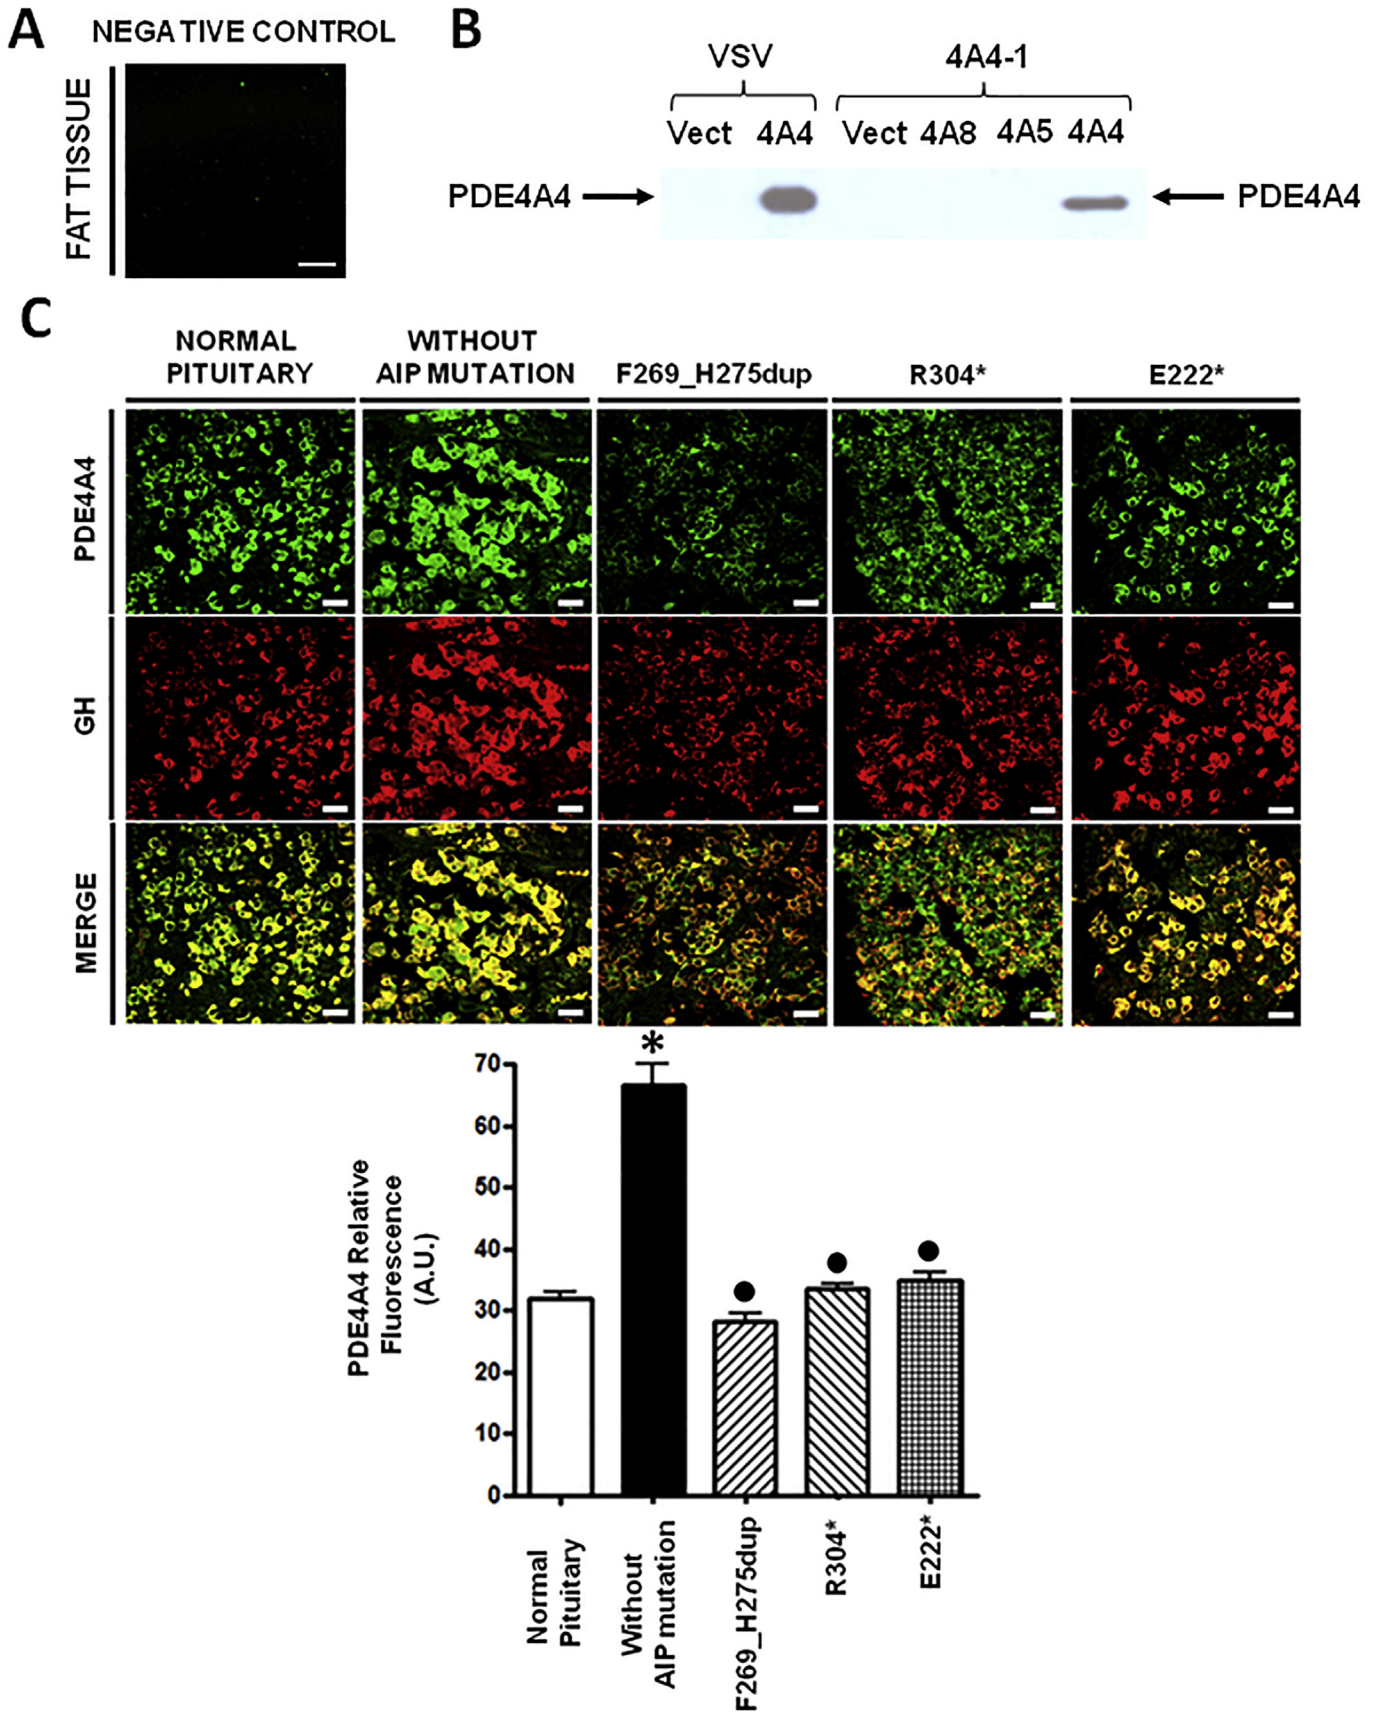 A
NEGATIVE CONTROL
FAT TISSUE
B
VSV
4A4-1
Vect 4A4
Vect 4A8 4A5 4A4
PDE4A4
PDE4A4
C
NORMAL
PITUITARY
WITHOUT
AIP MUTATION
F269_H275dup
R304*
E222*
PDE4A4
GH
MERGE
*
70
60
50
40
30
20
10
0
PDE4A4 Relative
Fluorescence
(A.U.)
Normal
Pituitary
Without
AIP mutation
F269_H275dup
R304*
E222*